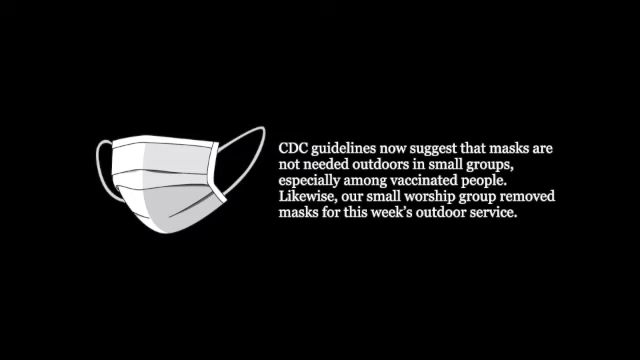 CDC guidelines now suggest that masks are
not needed outdoors in small groups,
especially among vaccinated people.
Likewise, our small worship group removed
masks for this week’s outdoor service.